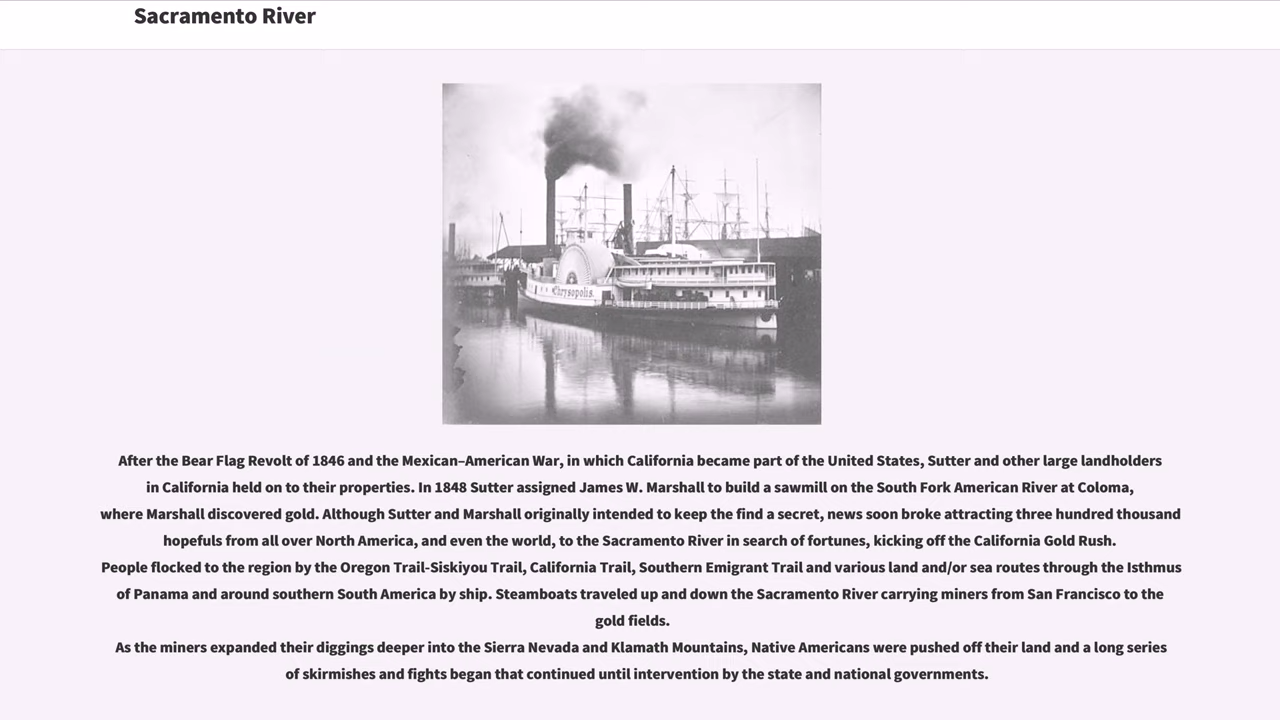 Sacramento River
Chrysopolis.
After the Bear Flag Revolt of 1846 and the Mexican–American War, in which California became part of the United States, Sutter and other large landholders
in California held on to their properties. In 1848 Sutter assigned James W. Marshall to build a sawmill on the South Fork American River at Coloma,
where Marshall discovered gold. Although Sutter and Marshall originally intended to keep the find a secret, news soon broke attracting three hundred thousand
hopefuls from all over North America, and even the world, to the Sacramento River in search of fortunes, kicking off the California Gold Rush.
People flocked to the region by the Oregon Trail-Siskiyou Trail, California Trail, Southern Emigrant Trail and various land and/or sea routes through the Isthmus
of Panama and around southern South America by ship. Steamboats traveled up and down the Sacramento River carrying miners from San Francisco to the
gold fields.
As the miners expanded their diggings deeper into the Sierra Nevada and Klamath Mountains, Native Americans were pushed off their land and a long series
of skirmishes and fights began that continued until intervention by the state and national governments.